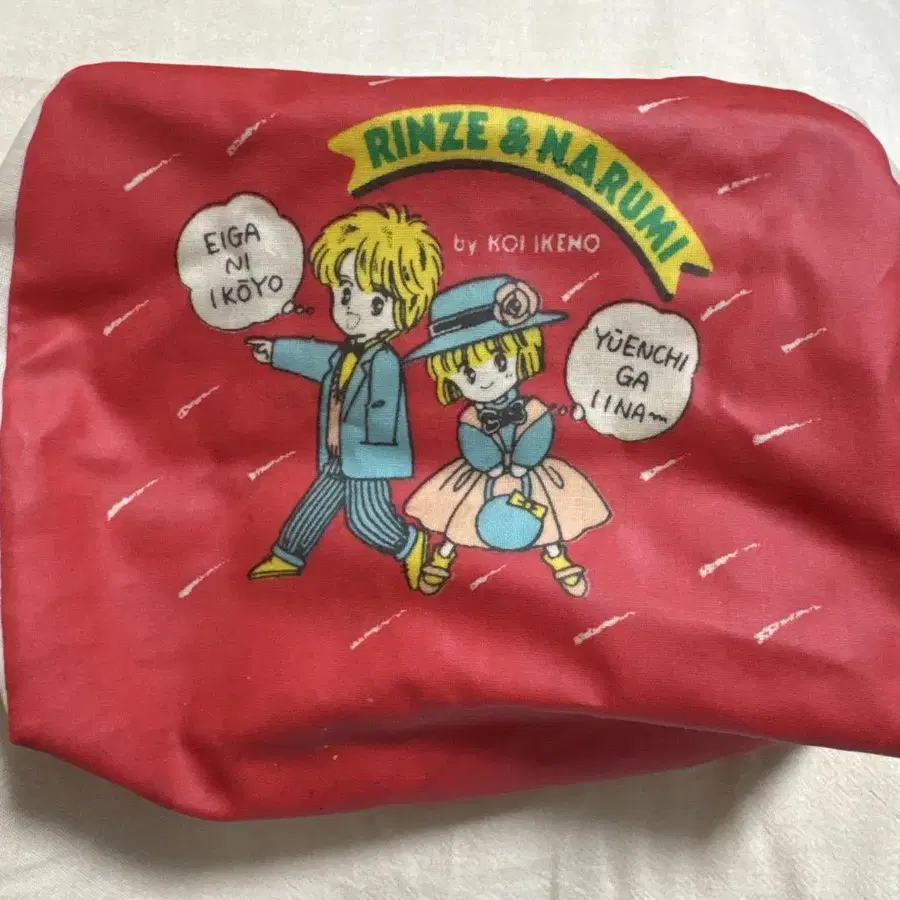 RINZE & NARUMI
by KOI IKENO
EIGA
NI
IKŌYO
YŪENCHI
GA
IINA〜